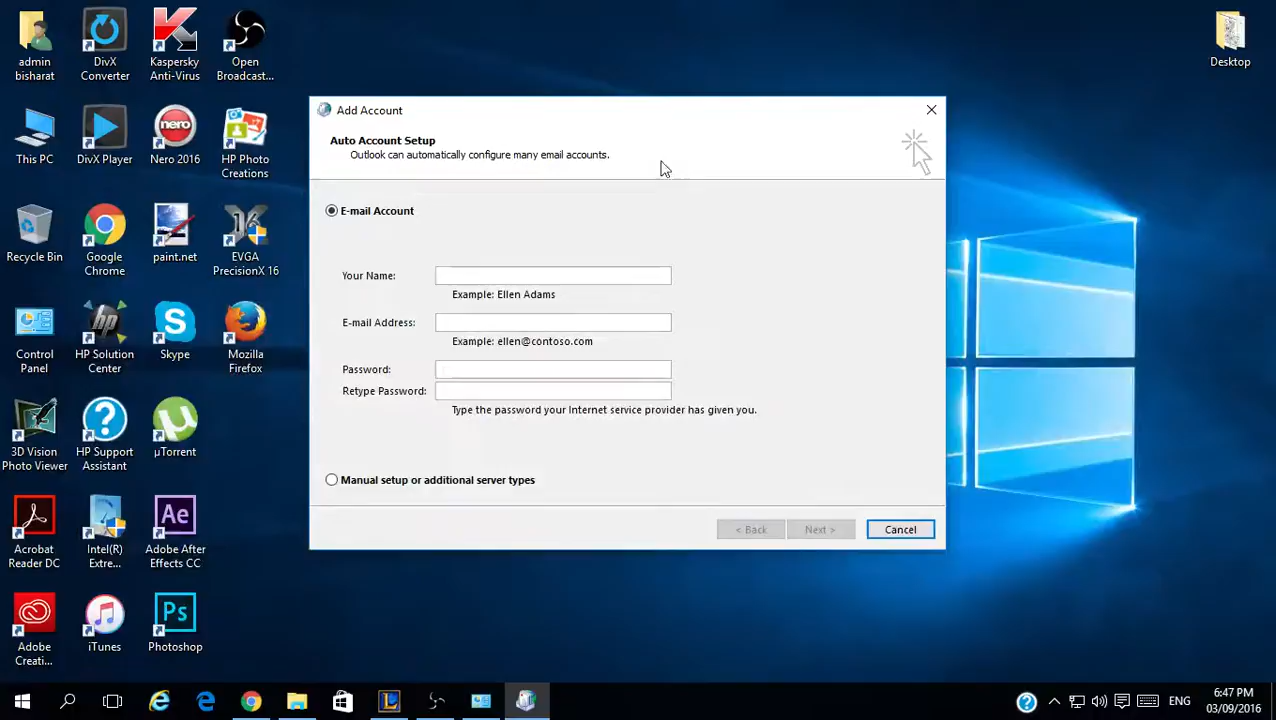 admin
bisharat
DivX
Converter
Kaspersky
Anti-Virus
Open
Broadcast...
Desktop
This PC
DivX Player
Nero 2016
HP Photo
Creations
nero
Recycle Bin
Google
Chrome
paint.net
EVGA
PrecisionX 16
Control
Panel
HP Solution
Center
Skype
Mozilla
Firefox
3D Vision
Photo Viewer
HP Support
Assistant
µTorrent
Acrobat
Reader DC
Intel(R)
Extre...
Ae
Adobe After
Effects CC
Adobe
Creati...
iTunes
Ps
Photoshop
Add Account
Auto Account Setup
Outlook can automatically configure many email accounts.
E-mail Account
Your Name:
Example: Ellen Adams
E-mail Address:
Example: ellen@contoso.com
Password:
Retype Password:
Type the password your Internet service provider has given you.
Manual setup or additional server types
< Back
Next >
Cancel
ENG
6:47 PM
03/09/2016